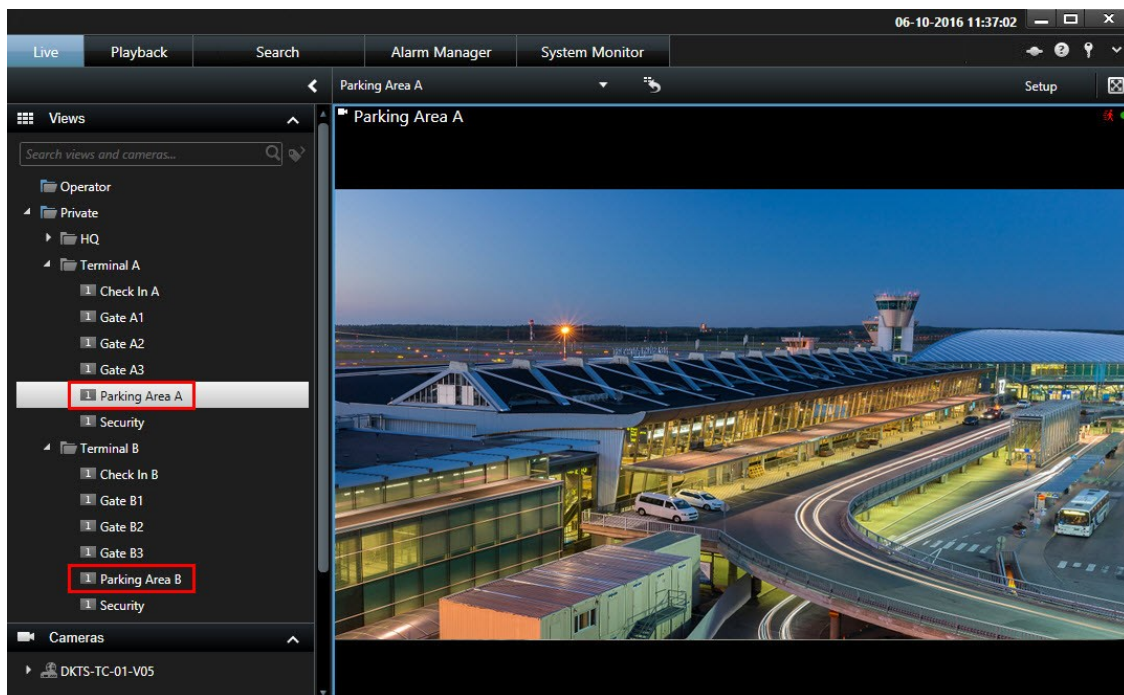 06-10-2016 11:37:02
Live Playback Search Alarm Manager System Monitor
Parking Area A Setup
Views
Parking Area A
Search views and cameras...
Operator
Private
HQ
Terminal A
1 Check In A
1 Gate A1
1 Gate A2
1 Gate A3
1 Parking Area A
1 Security
Terminal B
1 Check In B
1 Gate B1
1 Gate B2
1 Gate B3
1 Parking Area B
1 Security
Cameras
DKTS-TC-01-V05